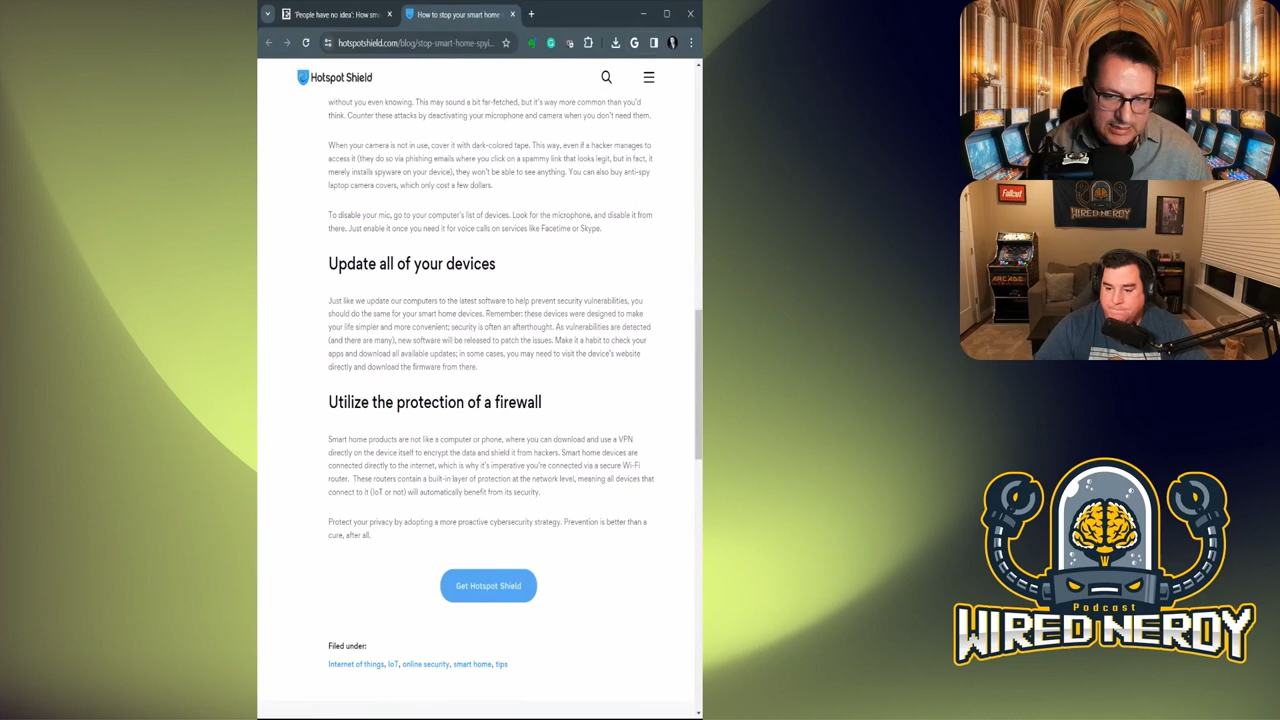 'People have no idea': How sm
How to stop your smart home
hotspotshield.com/blog/stop-smart-home-spyi...
Hotspot Shield
without you even knowing. This may sound a bit far-fetched, but it's way more common than you'd
think. Counter these attacks by deactivating your microphone and camera when you don't need them.
When your camera is not in use, cover it with dark-colored tape. This way, even if a hacker manages to
access it (they do so via phishing emails where you click on a spammy link that looks legit, but in fact, it
merely installs spyware on your device), they won't be able to see anything. You can also buy anti-spy
laptop camera covers, which only cost a few dollars.
To disable your mic, go to your computer's list of devices. Look for the microphone, and disable it from
there. Just enable it once you need it for voice calls on services like Facetime or Skype.
Update all of your devices
Just like we update our computers to the latest software to help prevent security vulnerabilities, you
should do the same for your smart home devices. Remember: these devices were designed to make
your life simpler and more convenient; security is often an afterthought. As vulnerabilities are detected
(and there are many), new software will be released to patch the issues. Make it a habit to check your
apps and download all available updates; in some cases, you may need to visit the device's website
directly and download the firmware from there.
Utilize the protection of a firewall
Smart home products are not like a computer or phone, where you can download and use a VPN
directly on the device itself to encrypt the data and shield it from hackers. Smart home devices are
connected directly to the internet, which is why it's imperative you're connected via a secure Wi-Fi
router.  These routers contain a built-in layer of protection at the network level, meaning all devices that
connect to it (IoT or not) will automatically benefit from its security.
Protect your privacy by adopting a more proactive cybersecurity strategy. Prevention is better than a
cure, after all.
Get Hotspot Shield
Filed under:
Internet of things, IoT, online security, smart home, tips
Fallout
WIRED NERDY
ARCADE
Podcast
WIRED NERDY